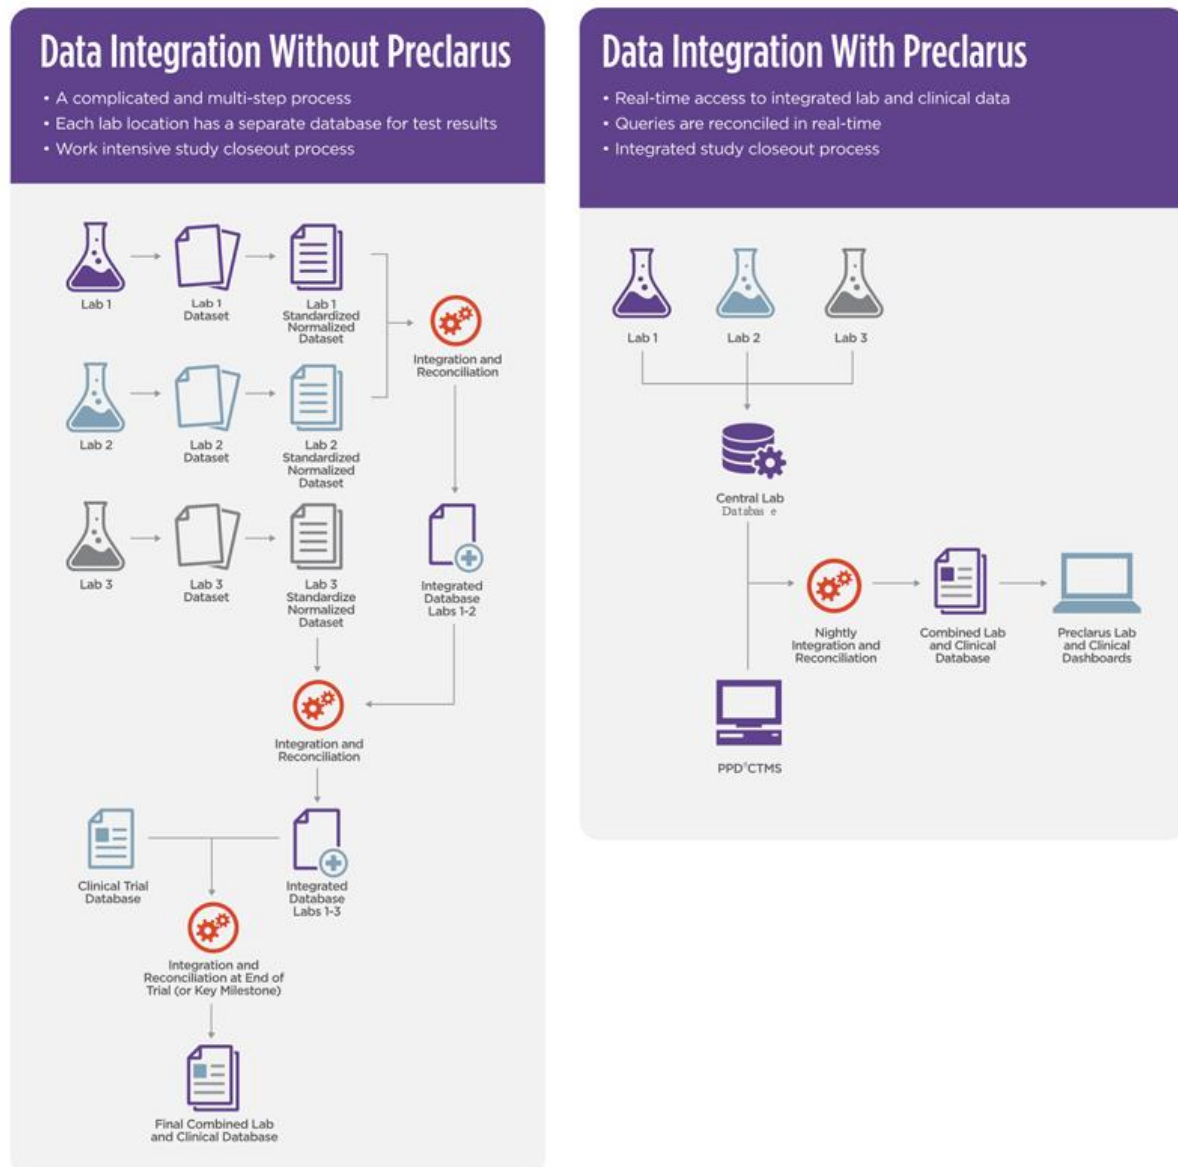 Data Integration Without Preclarus
• A complicated and multi-step process
• Each lab location has a separate database for test results
• Work intensive study closeout process
Lab 1
Lab 1
Dataset
Lab 1
Standardized
Normalized
Dataset
Integration and
Reconciliation
Lab 2
Lab 2
Dataset
Lab 2
Standardized
Normalized
Dataset
Lab 3
Lab 3
Dataset
Lab 3
Standardize
Normalized
Dataset
Integrated
Database
Labs 1-2
Integration and
Reconciliation
Clinical Trial
Database
Integrated
Database
Labs 1-3
Integration and
Reconciliation at End of
Trial (or Key Milestone)
Final Combined Lab
and Clinical Database
Data Integration With Preclarus
• Real-time access to integrated lab and clinical data
• Queries are reconciled in real-time
• Integrated study closeout process
Lab 1
Lab 2
Lab 3
Central Lab
Databas e
Nightly
Integration and
Reconciliation
Combined Lab
and Clinical
Database
Preclarus Lab
and Clinical
Dashboards
PPD®CTMS